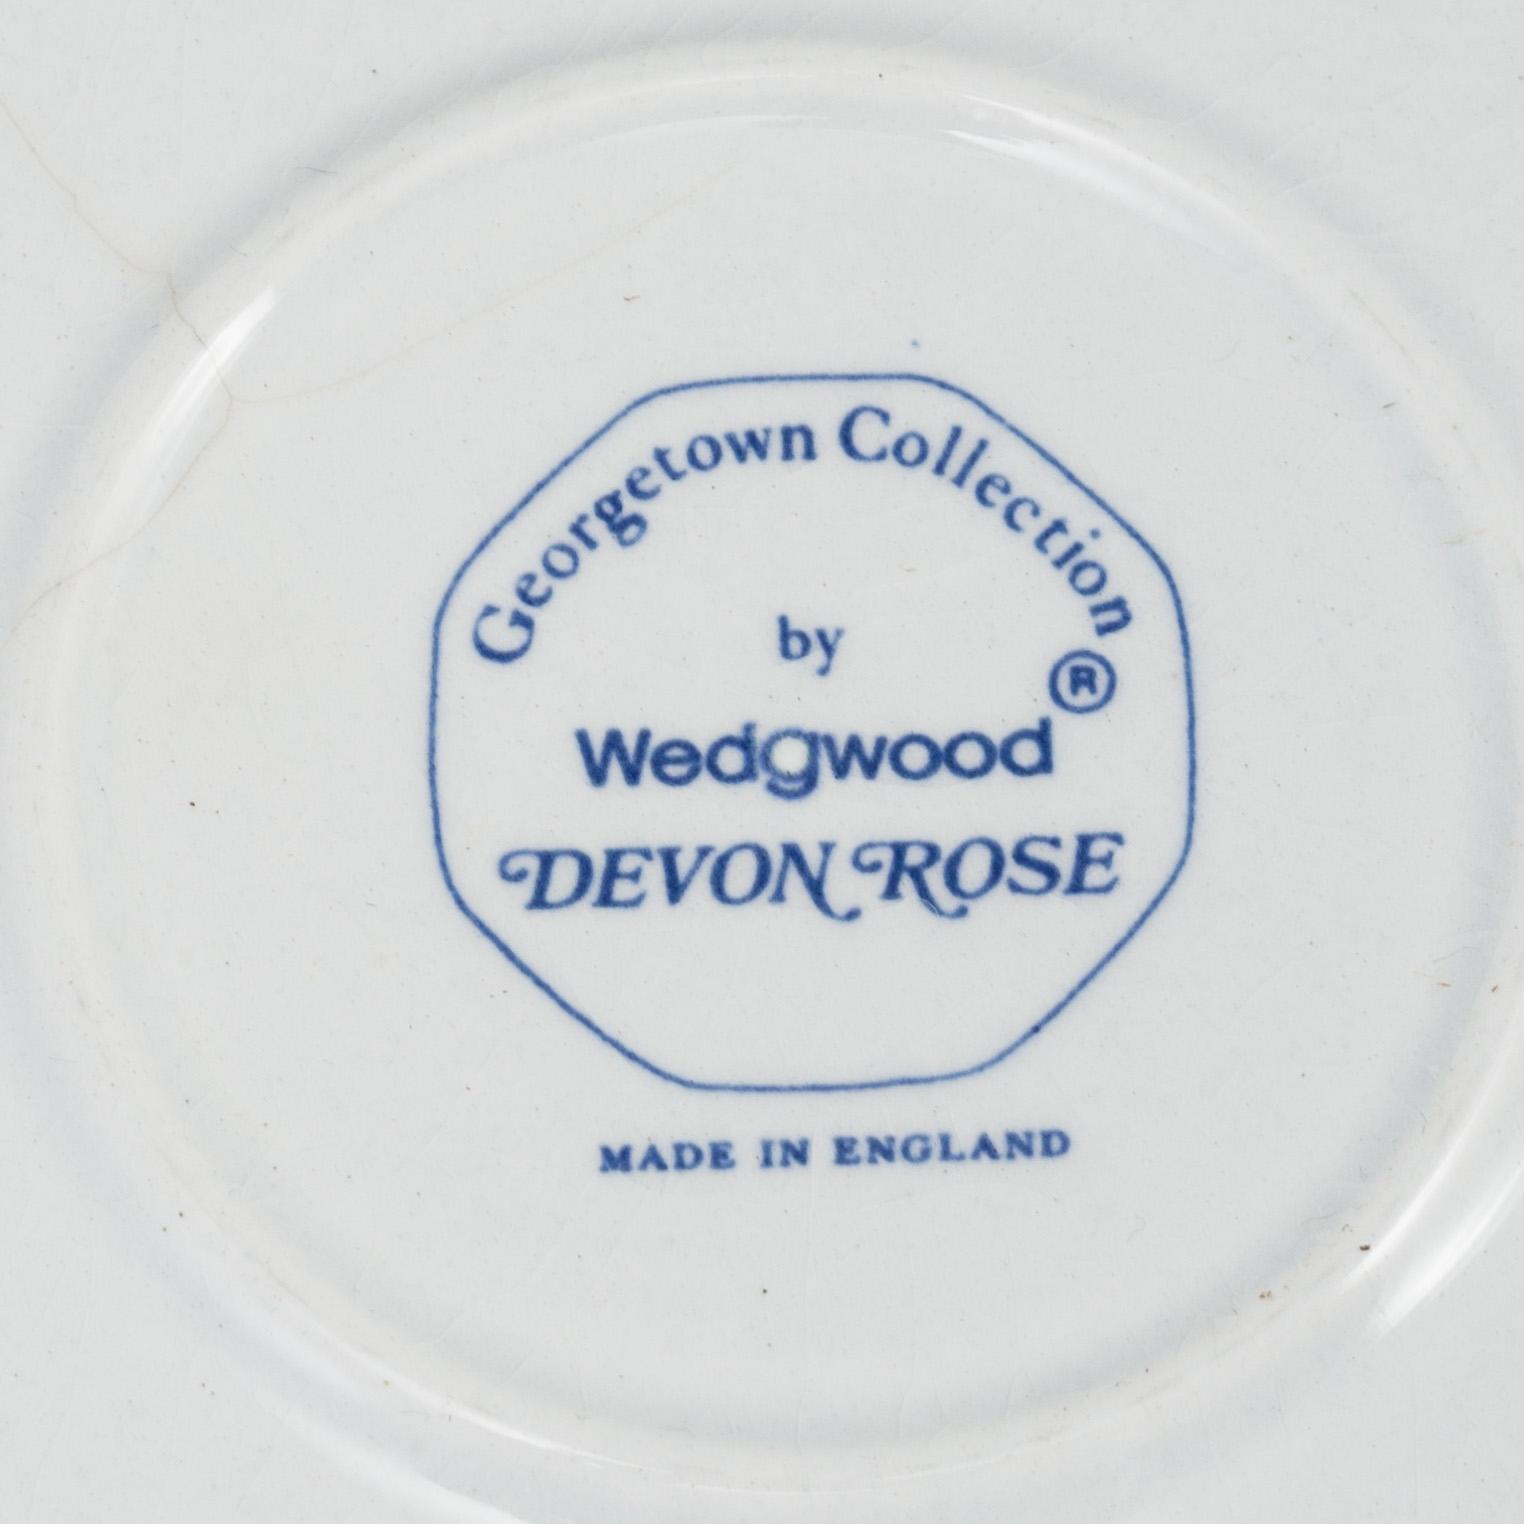 Georgetown Collection
by
Wedgwood®
DEVON ROSE
MADE IN ENGLAND